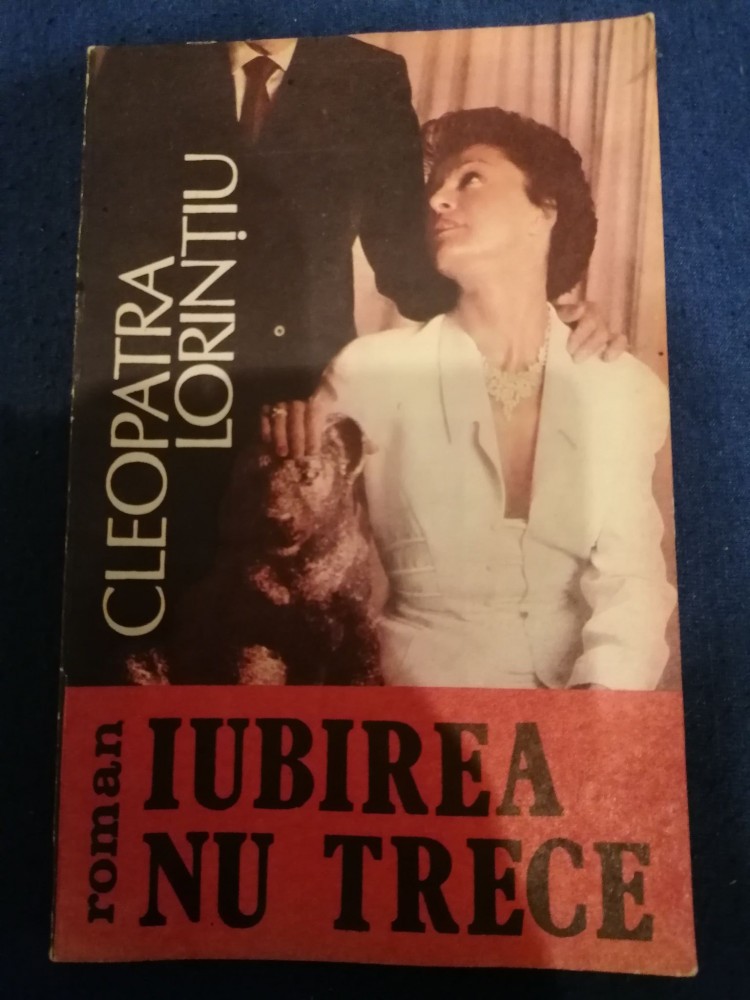 CLEOPATRA
LORINȚIU
roman
IUBIREA
NU TRECE